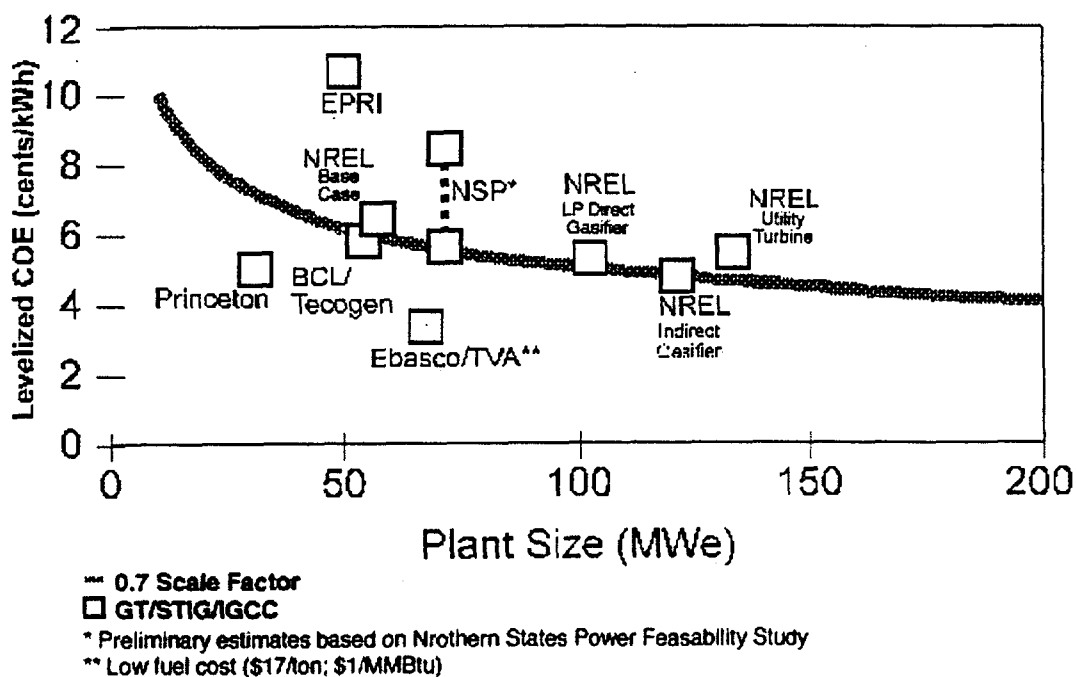 Levelized COE (cents/kWh)
12
10
8
6
4
2
0
EPRI
NREL
Base
Case
NSP*
NREL
LP Direct
Gasifier
NREL
Utility
Turbine
Princeton
BCL/
Tecogen
Ebasco/TVA**
NREL
Indirect
Gasifier
0 50 100 150 200
Plant Size (MWe)
0.7 Scale Factor
GT/STIG/IGCC
* Preliminary estimates based on Nrothern States Power Feasability Study
** Low fuel cost ($17/ton; $1/MMBtu)